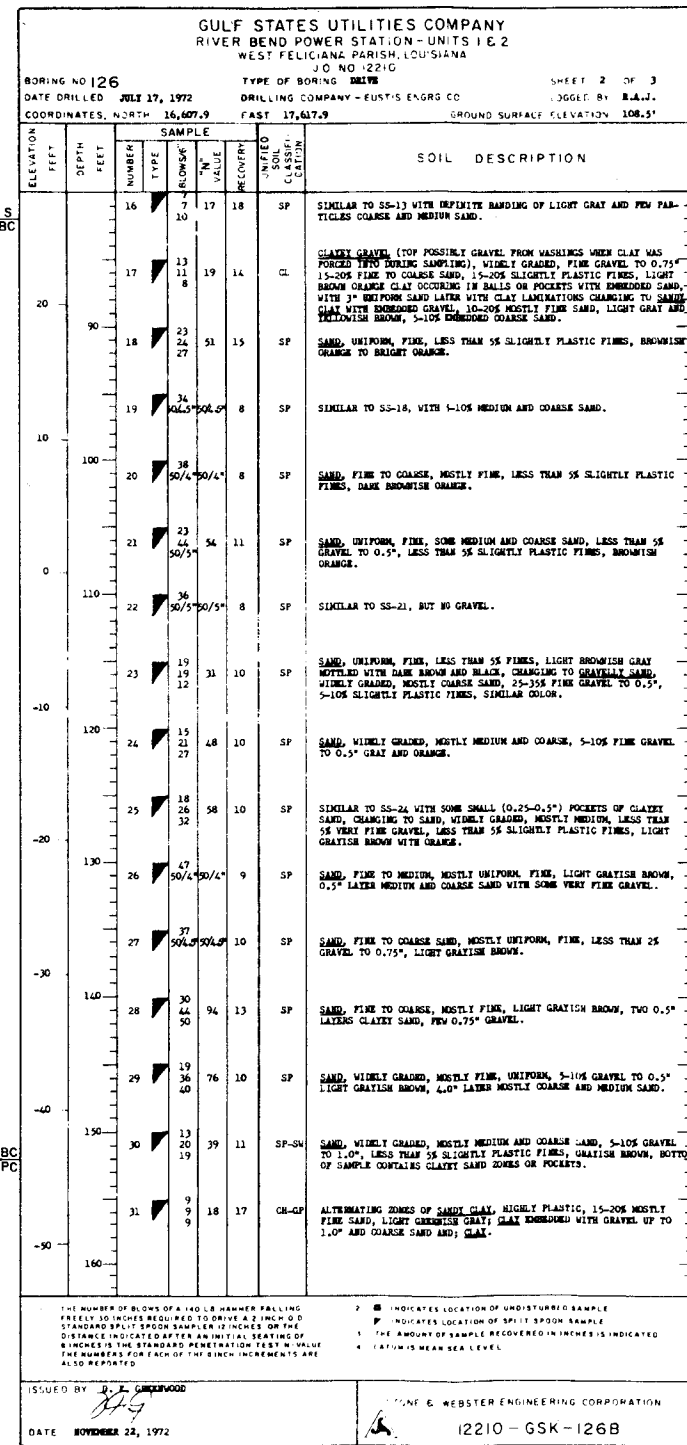 GULF STATES UTILITIES COMPANY
RIVER BEND POWER STATION - UNITS 1 & 2
WEST FELICIANA PARISH, LOUISIANA
J.O. NO 12210
BORING NO 126 TYPE OF BORING DRIVE SHEET 2 OF 3
DATE DRILLED JULY 17, 1972 DRILLING COMPANY - EUSTIS ENGRG CO LOGGED BY R.A.J.
COORDINATES, NORTH 16,607.9 EAST 17,617.9 GROUND SURFACE ELEVATION 108.5'
ELEVATION FEET
DEPTH FEET
SAMPLE
NUMBER
TYPE
BLOWS/6"
"N" VALUE
RECOVERY
UNIFIED SOIL CLASSIFICATION
SOIL DESCRIPTION
S
BC
16 7 10 17 18 SP SIMILAR TO SS-13 WITH DEFINITE BANDING OF LIGHT GRAY AND FEW PAR-
TICLES COARSE AND MEDIUM SAND.
CLAYEY GRAVEL (TOP POSSIBLY GRAVEL FROM WASHINGS WHEN CLAY WAS
FORCED INTO DURING SAMPLING), WIDELY GRADED, FINE GRAVEL TO 0.75"
17 13 11 8 19 14 CL 15-20% FINE TO COARSE SAND, 15-20% SLIGHTLY PLASTIC FINES, LIGHT
BROWN ORANGE CLAY OCCURING IN BALLS OR POCKETS WITH EMBEDDED SAND,
20 WITH 3" UNIFORM SAND LAYER WITH CLAY LAMINATIONS CHANGING TO SANDY
CLAY WITH EMBEDDED GRAVEL, 10-20% MOSTLY FINE SAND, LIGHT GRAY AND
90 YELLOWISH BROWN, 5-10% EMBEDDED COARSE SAND.
18 23 24 27 51 15 SP SAND, UNIFORM, FINE, LESS THAN 5% SLIGHTLY PLASTIC FINES, BROWNISH
ORANGE TO BRIGHT ORANGE.
19 34 50/4.5" 50/4.5" 8 SP SIMILAR TO SS-18, WITH 5-10% MEDIUM AND COARSE SAND.
10
100
20 38 50/4" 50/4" 8 SP SAND, FINE TO COARSE, MOSTLY FINE, LESS THAN 5% SLIGHTLY PLASTIC
FINES, DARK BROWNISH ORANGE.
21 23 44 50/5" 54 11 SP SAND, UNIFORM, FINE, SOME MEDIUM AND COARSE SAND, LESS THAN 5%
GRAVEL TO 0.5", LESS THAN 5% SLIGHTLY PLASTIC FINES, BROWNISH
ORANGE.
0
110
22 36 50/5" 50/5" 8 SP SIMILAR TO SS-21, BUT NO GRAVEL.
23 19 19 12 31 10 SP SAND, UNIFORM, FINE, LESS THAN 5% FINES, LIGHT BROWNISH GRAY
MOTTLED WITH DARK BROWN AND BLACK, CHANGING TO GRAVELLY SAND,
WIDELY GRADED, MOSTLY COARSE SAND, 25-35% FINE GRAVEL TO 0.5",
5-10% SLIGHTLY PLASTIC FINES, SIMILAR COLOR.
-10
120
24 15 21 27 48 10 SP SAND, WIDELY GRADED, MOSTLY MEDIUM AND COARSE, 5-10% FINE GRAVEL
TO 0.5" GRAY AND ORANGE.
25 18 26 32 58 10 SP SIMILAR TO SS-24 WITH SOME SMALL (0.25-0.5") POCKETS OF CLAYEY
SAND, CHANGING TO SAND, WIDELY GRADED, MOSTLY MEDIUM, LESS THAN
5% VERY FINE GRAVEL, LESS THAN 5% SLIGHTLY PLASTIC FINES, LIGHT
GRAYISH BROWN WITH ORANGE.
-20
130
26 47 50/4" 50/4" 9 SP SAND, FINE TO MEDIUM, MOSTLY UNIFORM, FINE, LIGHT GRAYISH BROWN,
0.5" LAYER MEDIUM AND COARSE SAND WITH SOME VERY FINE GRAVEL.
27 37 50/4.5 50/4.5" 10 SP SAND, FINE TO COARSE SAND, MOSTLY UNIFORM, FINE, LESS THAN 2%
GRAVEL TO 0.75", LIGHT GRAYISH BROWN.
-30
140
28 30 44 50 94 13 SP SAND, FINE TO COARSE, MOSTLY FINE, LIGHT GRAYISH BROWN, TWO 0.5"
LAYERS CLAYEY SAND, FEW 0.75" GRAVEL.
29 19 36 40 76 10 SP SAND, WIDELY GRADED, MOSTLY FINE, UNIFORM, 5-10% GRAVEL TO 0.5"
LIGHT GRAYISH BROWN, 4.0" LAYER MOSTLY COARSE AND MEDIUM SAND.
-40
150
BC
PC
30 13 20 19 39 11 SP-SW SAND, WIDELY GRADED, MOSTLY MEDIUM AND COARSE SAND, 5-10% GRAVEL
TO 1.0", LESS THAN 5% SLIGHTLY PLASTIC FINES, GRAYISH BROWN, BOTTO
OF SAMPLE CONTAINS CLAYEY SAND ZONES OR POCKETS.
31 9 9 9 18 17 CH-GP ALTERNATING ZONES OF SANDY CLAY, HIGHLY PLASTIC, 15-20% MOSTLY
FINE SAND, LIGHT GREENISH GRAY; CLAY EMBEDDED WITH GRAVEL UP TO
1.0" AND COARSE SAND AND; CLAY.
-50
160
THE NUMBER OF BLOWS OF A 140 LB HAMMER FALLING
FREELY 30 INCHES REQUIRED TO DRIVE A 2 INCH O D
STANDARD SPLIT SPOON SAMPLER 12 INCHES OR THE
DISTANCE INDICATED AFTER AN INITIAL SEATING OF
6 INCHES IS THE STANDARD PENETRATION TEST N-VALUE
THE NUMBERS FOR EACH OF THE 6 INCH INCREMENTS ARE
ALSO REPORTED
2 INDICATES LOCATION OF UNDISTURBED SAMPLE
INDICATES LOCATION OF SPLIT SPOON SAMPLE
3 THE AMOUNT OF SAMPLE RECOVERED IN INCHES IS INDICATED
4 DATUM IS MEAN SEA LEVEL
ISSUED BY D. F. GREENWOOD
DATE NOVEMBER 22, 1972
STONE & WEBSTER ENGINEERING CORPORATION
12210 - GSK - 126B